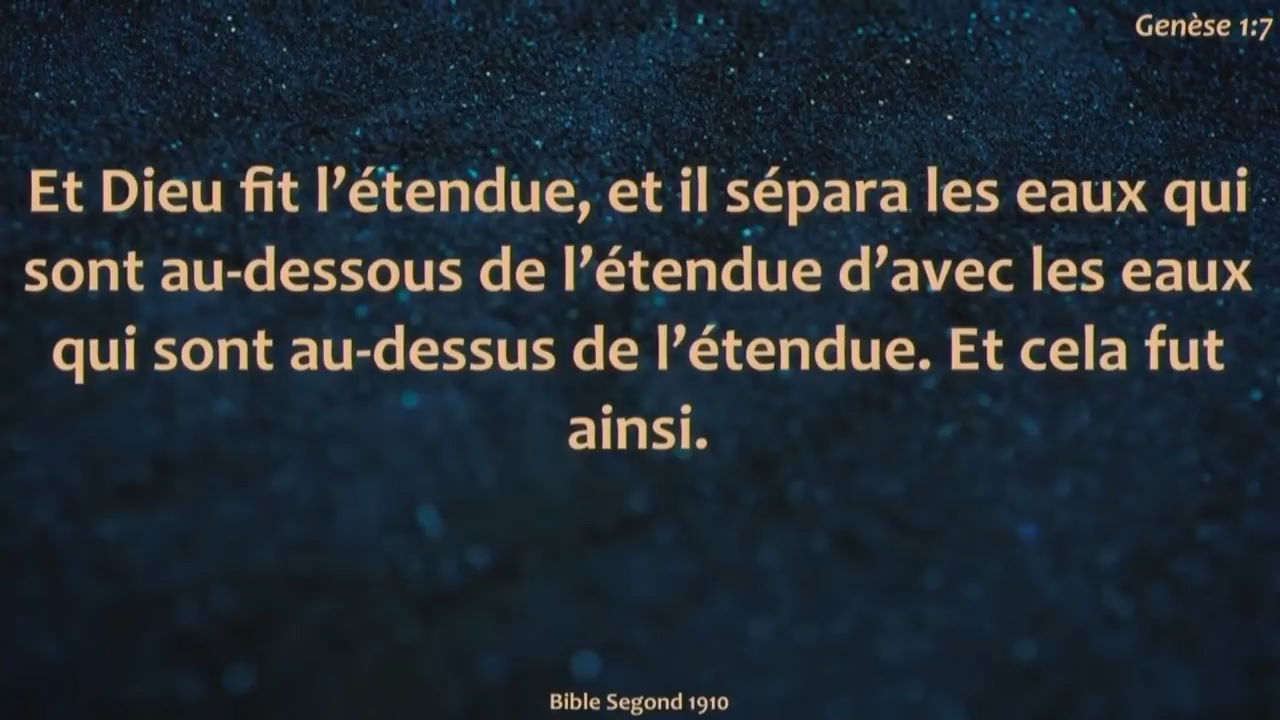 Genèse 1:7
Et Dieu fit l’étendue, et il sépara les eaux qui
sont au-dessous de l’étendue d’avec les eaux
qui sont au-dessus de l’étendue. Et cela fut
ainsi.
Bible Segond 1910